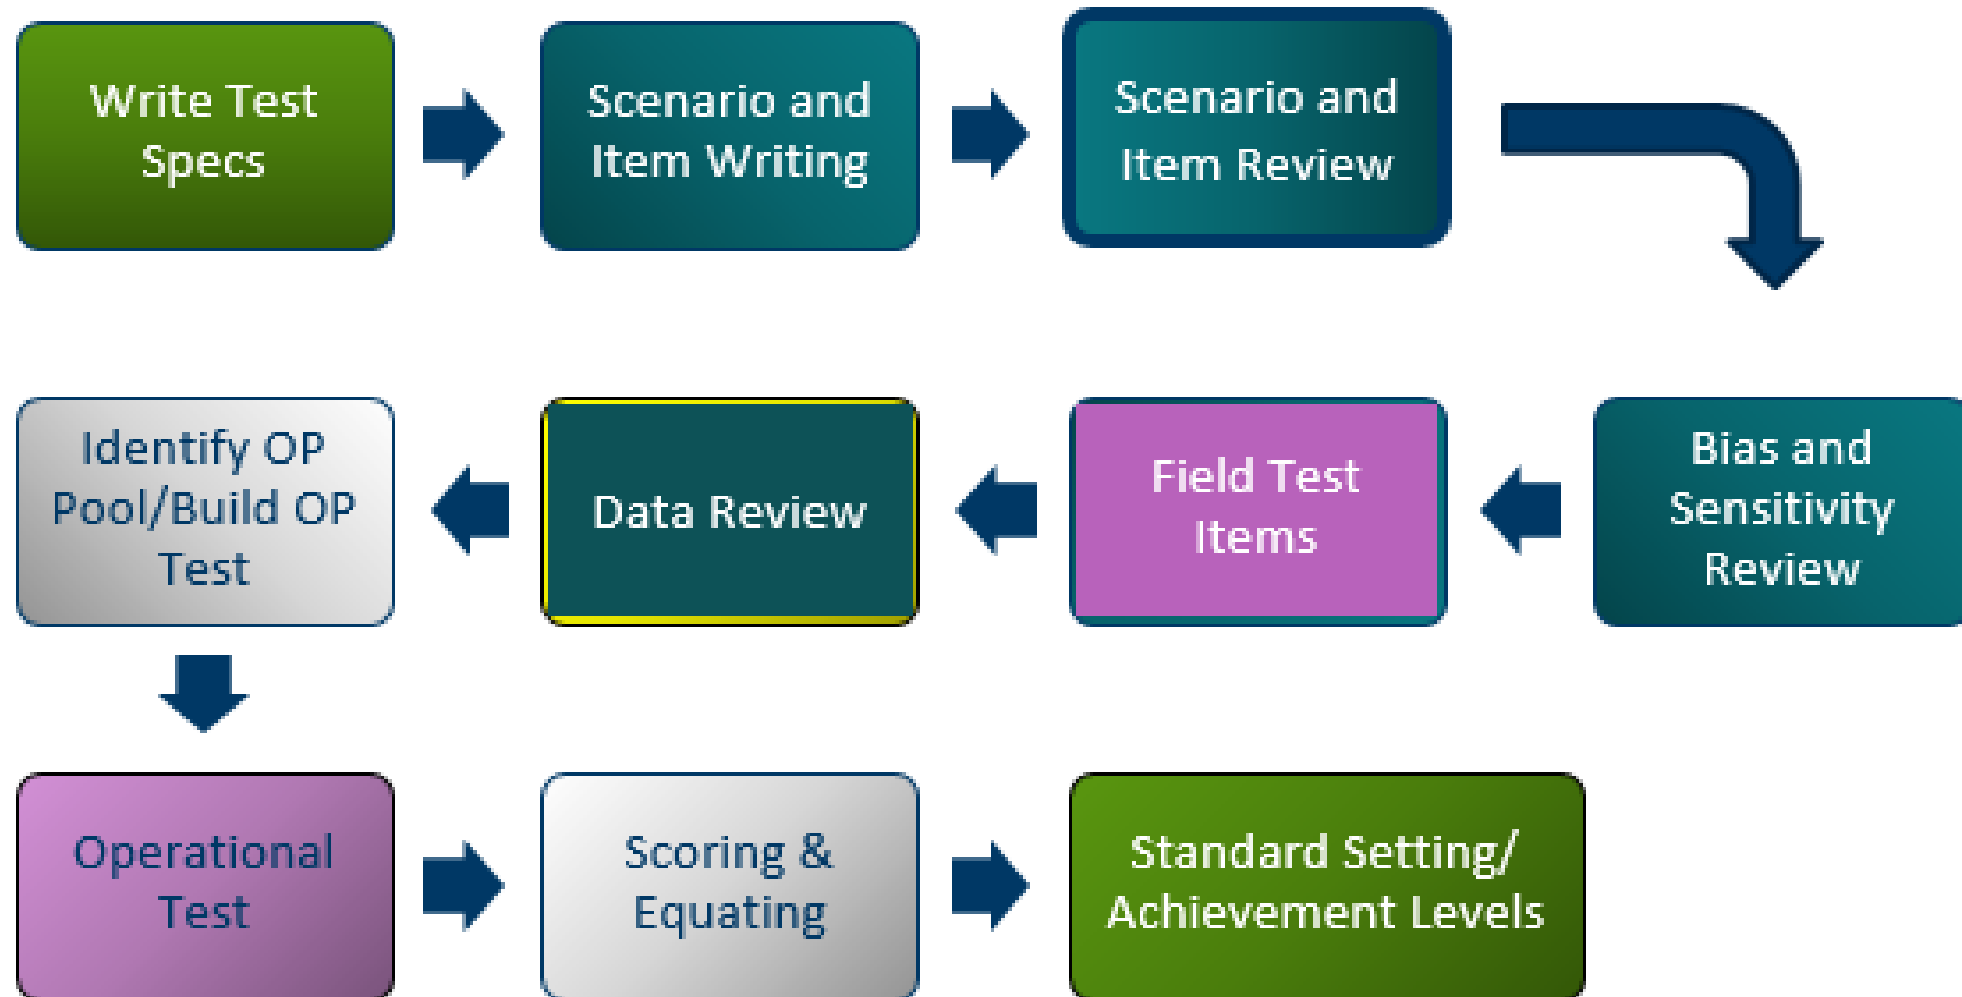 Write Test
Specs
Scenario and
Item Writing
Scenario and
Item Review
Bias and
Sensitivity
Review
Field Test
Items
Data Review
Identify OP
Pool/Build OP
Test
Operational
Test
Scoring &
Equating
Standard Setting/
Achievement Levels